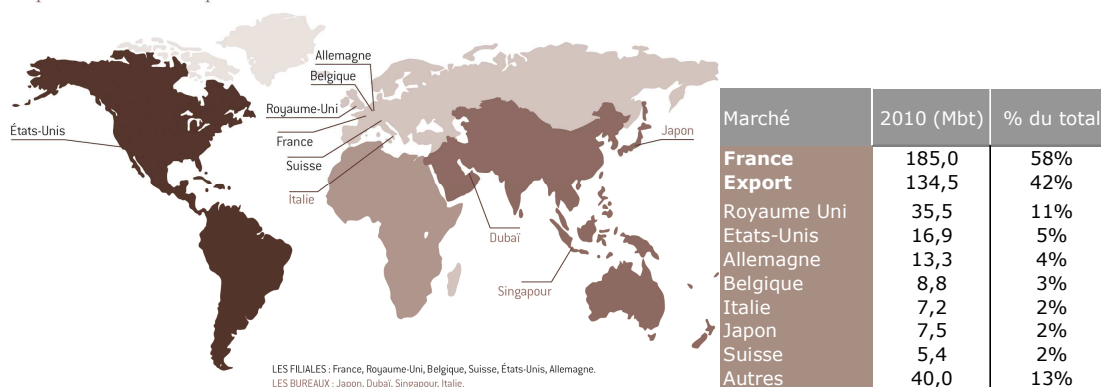 Allemagne
Belgique
Royaume-Uni
États-Unis
France
Japon
Suisse
Italie
Dubaï
Singapour
LES FILIALES : France, Royaume-Uni, Belgique, Suisse, États-Unis, Allemagne.
LES BUREAUX : Japon, Dubaï, Singapour, Italie.
Marché 2010 (Mbt) % du total
France 185,0 58%
Export 134,5 42%
Royaume Uni 35,5 11%
Etats-Unis 16,9 5%
Allemagne 13,3 4%
Belgique 8,8 3%
Italie 7,2 2%
Japon 7,5 2%
Suisse 5,4 2%
Autres 40,0 13%